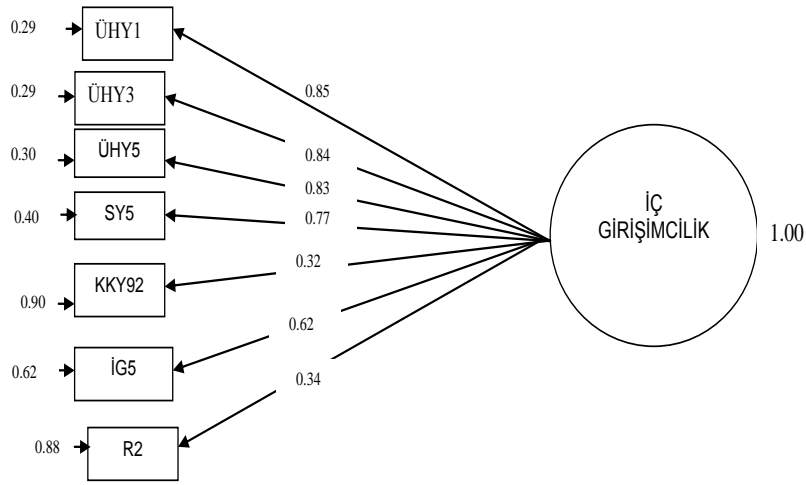 0.29
ÜHY1
0.85
0.29
ÜHY3
0.84
0.30
ÜHY5
0.83
0.40
SY5
0.77
İÇ
GİRİŞİMCİLİK
1.00
0.90
KKY92
0.32
0.62
İG5
0.62
0.88
R2
0.34